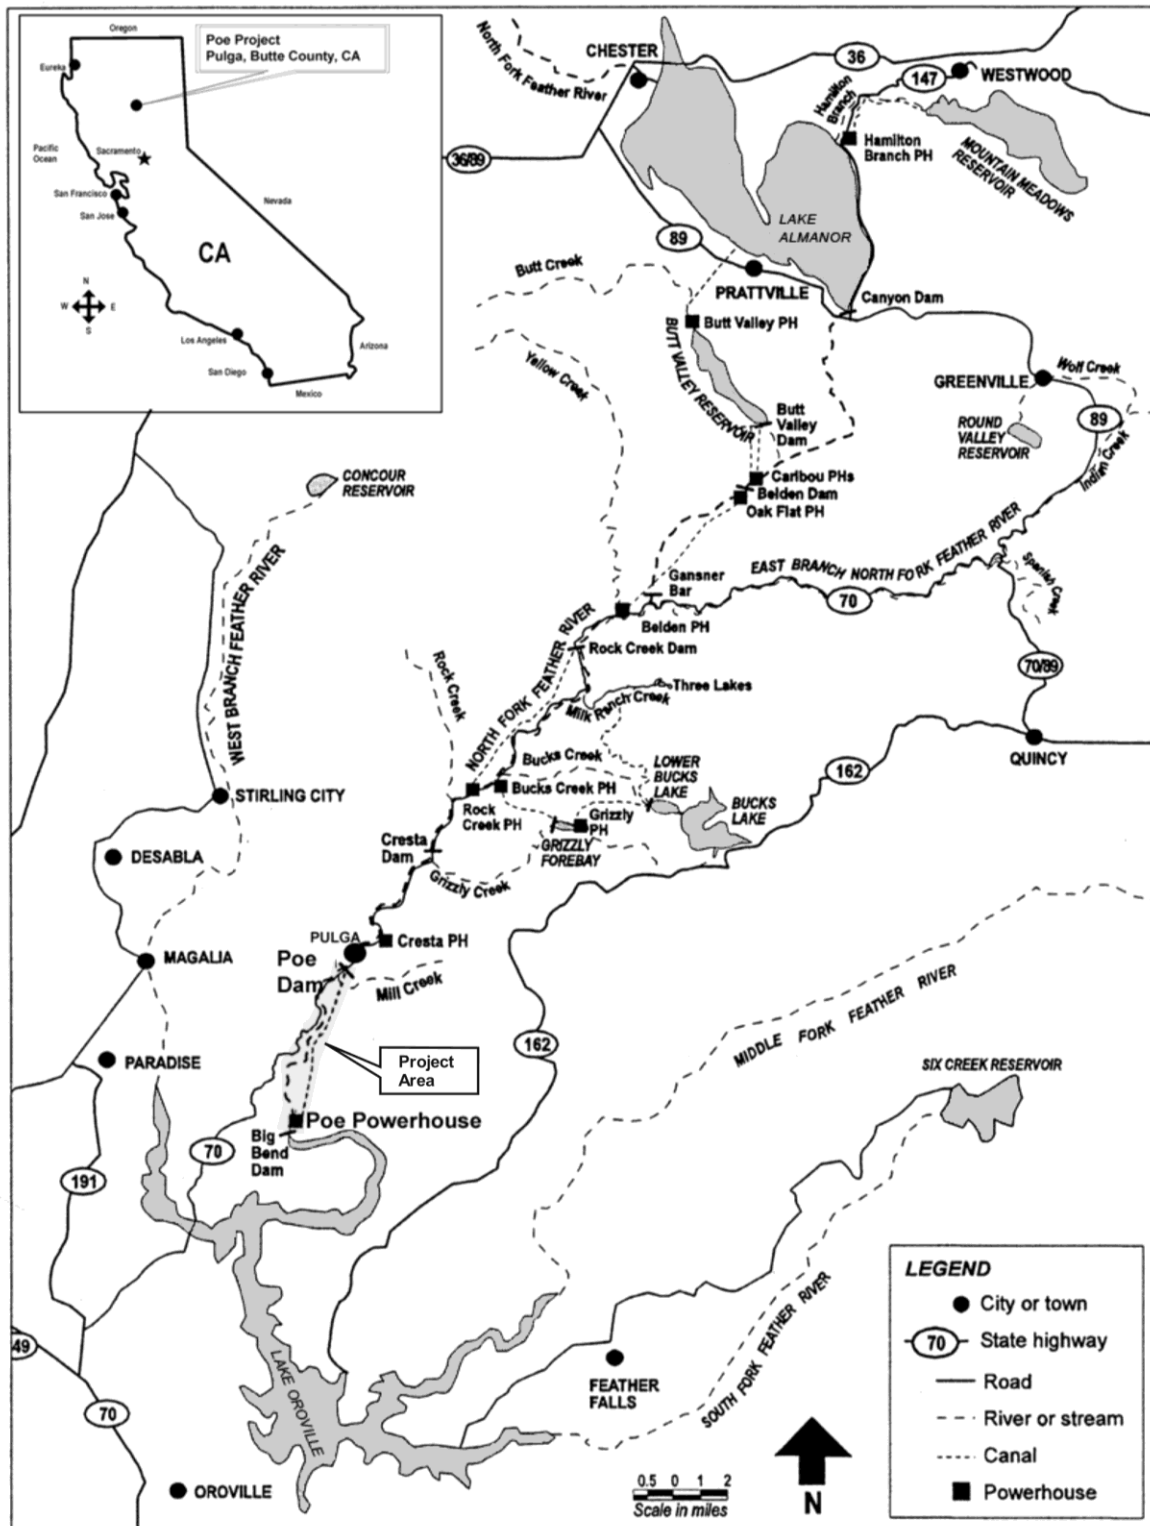 Oregon
Poe Project
Pulga, Butte County, CA
Eureka
Pacific
Ocean
Sacramento
San Francisco
San Jose
Nevada
CA
N
W
E
S
Los Angeles
San Diego
Arizona
Mexico
North Fork Feather River
CHESTER
36
147
WESTWOOD
Hamilton
Branch
Hamilton
Branch PH
MOUNTAIN MEADOWS
RESERVOIR
36/89
LAKE
ALMANOR
89
Butt Creek
PRATTVILLE
Canyon Dam
Butt Valley PH
BUTT VALLEY RESERVOIR
Yellow Creek
GREENVILLE
Wolf Creek
Butt
Valley
Dam
ROUND
VALLEY
RESERVOIR
89
Indian Creek
CONCOUR
RESERVOIR
Caribou PHs
Belden Dam
Oak Flat PH
WEST BRANCH FEATHER RIVER
EAST BRANCH NORTH FORK FEATHER RIVER
Spanish Creek
Gansner
Bar
70
Belden PH
NORTH FORK FEATHER RIVER
Rock Creek Dam
Rock Creek
70/89
Three Lakes
Milk Ranch Creek
QUINCY
Bucks Creek
LOWER
BUCKS
LAKE
162
Bucks Creek PH
STIRLING CITY
Rock
Creek PH
BUCKS
LAKE
Grizzly
PH
GRIZZLY
FOREBAY
Cresta
Dam
DESABLA
Grizzly Creek
PULGA
Cresta PH
MAGALIA
Poe
Dam
Mill Creek
MIDDLE FORK FEATHER RIVER
162
PARADISE
Project
Area
SIX CREEK RESERVOIR
Poe Powerhouse
Big
Bend
Dam
70
191
LEGEND
City or town
70
State highway
Road
River or stream
Canal
Powerhouse
SOUTH FORK FEATHER RIVER
49
LAKE OROVILLE
FEATHER
FALLS
70
OROVILLE
0.5 0 1 2
Scale in miles
N